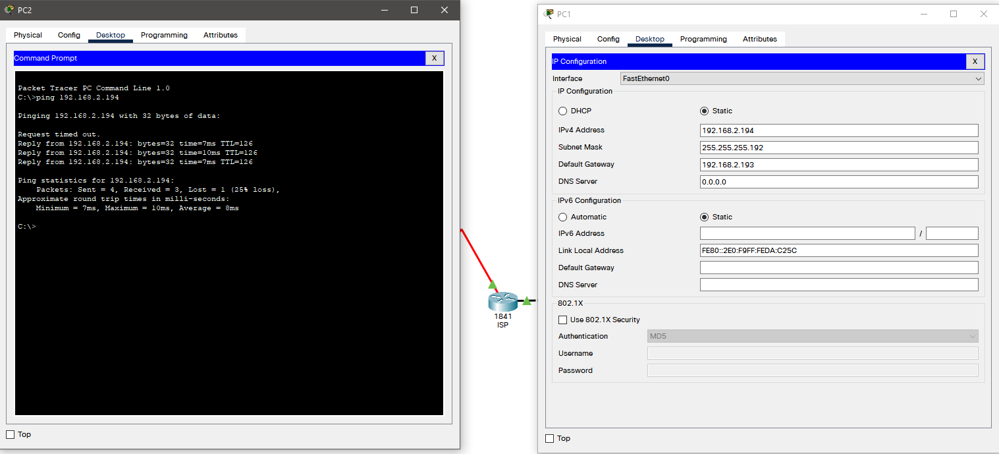 PC2
Physical Config Desktop Programming Attributes
Command Prompt X
Packet Tracer PC Command Line 1.0
C:\>ping 192.168.2.194
Pinging 192.168.2.194 with 32 bytes of data:
Request timed out.
Reply from 192.168.2.194: bytes=32 time=7ms TTL=126
Reply from 192.168.2.194: bytes=32 time=10ms TTL=126
Reply from 192.168.2.194: bytes=32 time=7ms TTL=126
Ping statistics for 192.168.2.194:
Packets: Sent = 4, Received = 3, Lost = 1 (25% loss),
Approximate round trip times in milli-seconds:
Minimum = 7ms, Maximum = 10ms, Average = 8ms
C:\>
Top
1841
ISP
PC1
Physical Config Desktop Programming Attributes
IP Configuration X
Interface FastEthernet0
IP Configuration
DHCP Static
IPv4 Address 192.168.2.194
Subnet Mask 255.255.255.192
Default Gateway 192.168.2.193
DNS Server 0.0.0.0
IPv6 Configuration
Automatic Static
IPv6 Address /
Link Local Address FE80::2E0:F9FF:FEDA:C25C
Default Gateway
DNS Server
802.1X
Use 802.1X Security
Authentication MD5
Username
Password
Top